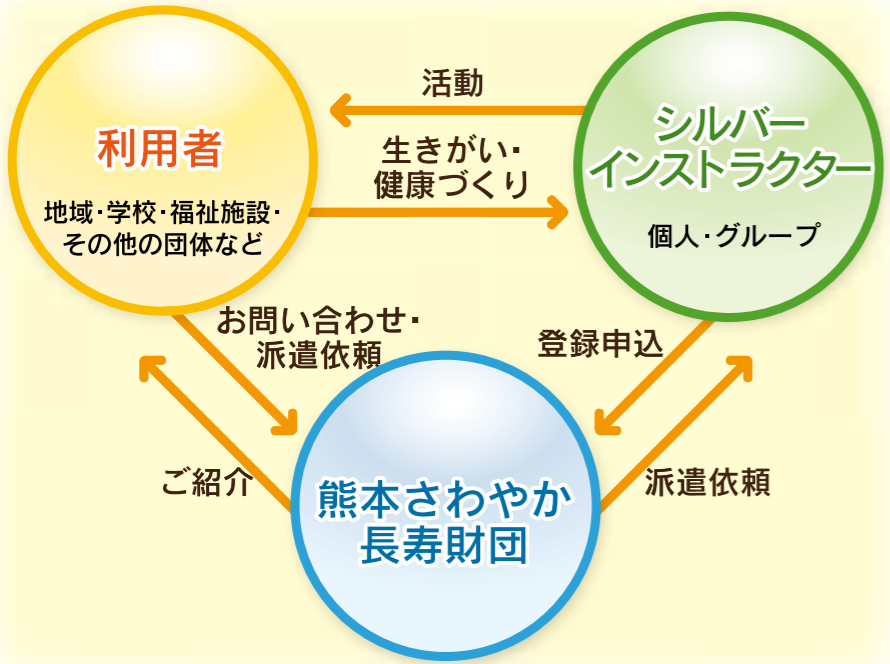 利用者
地域・学校・福祉施設・
その他の団体など
活動
生きがい・
健康づくり
シルバー
インストラクター
個人・グループ
お問い合わせ・
派遣依頼
登録申込
ご紹介
派遣依頼
熊本さわやか
長寿財団